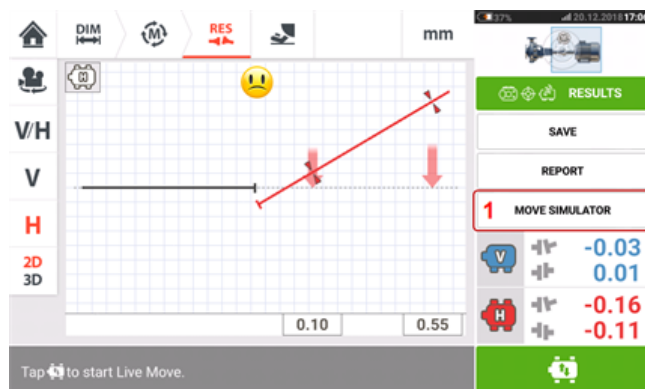 DIM
RES
mm
37%
20.12.2018 17:00
M
H
RESULTS
V/H
SAVE
V
REPORT
H
1 MOVE SIMULATOR
2D
3D
V
-0.03
0.01
H
-0.16
-0.11
0.10
0.55
Tap to start Live Move.